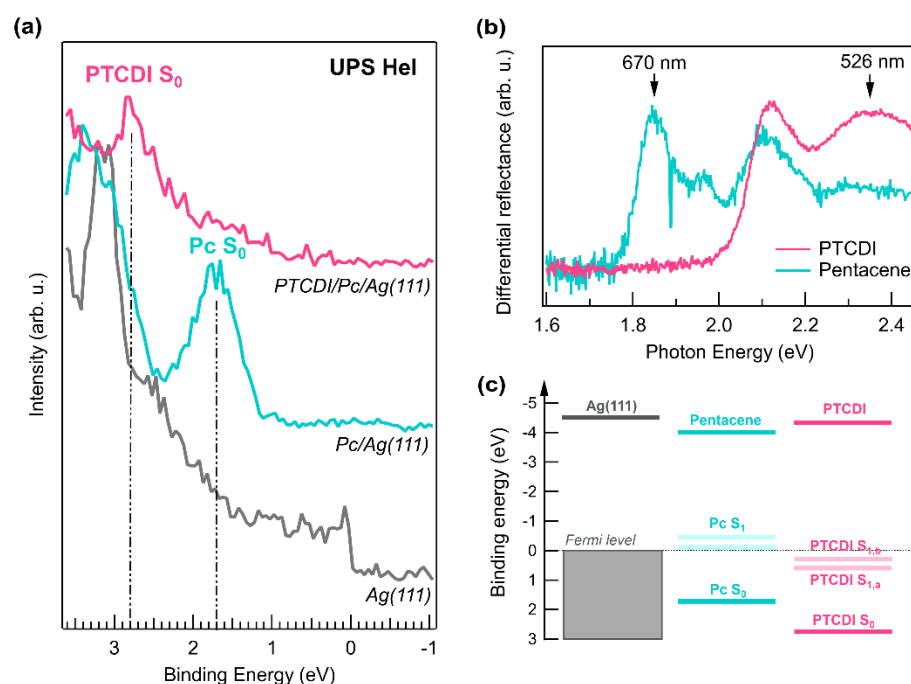 (a)
UPS HeI
PTCDI S0
Pc S0
PTCDI/Pc/Ag(111)
Pc/Ag(111)
Ag(111)
Intensity (arb. u.)
3 2 1 0 -1
Binding Energy (eV)
(b)
670 nm
526 nm
Differential reflectance (arb. u.)
PTCDI
Pentacene
1.6 1.8 2.0 2.2 2.4
Photon Energy (eV)
(c)
Binding energy (eV)
-5
-4
-3
-2
-1
0
1
2
3
Ag(111)
Pentacene
PTCDI
Pc S1
Fermi level
PTCDI S1,b
PTCDI S1,a
Pc S0
PTCDI S0